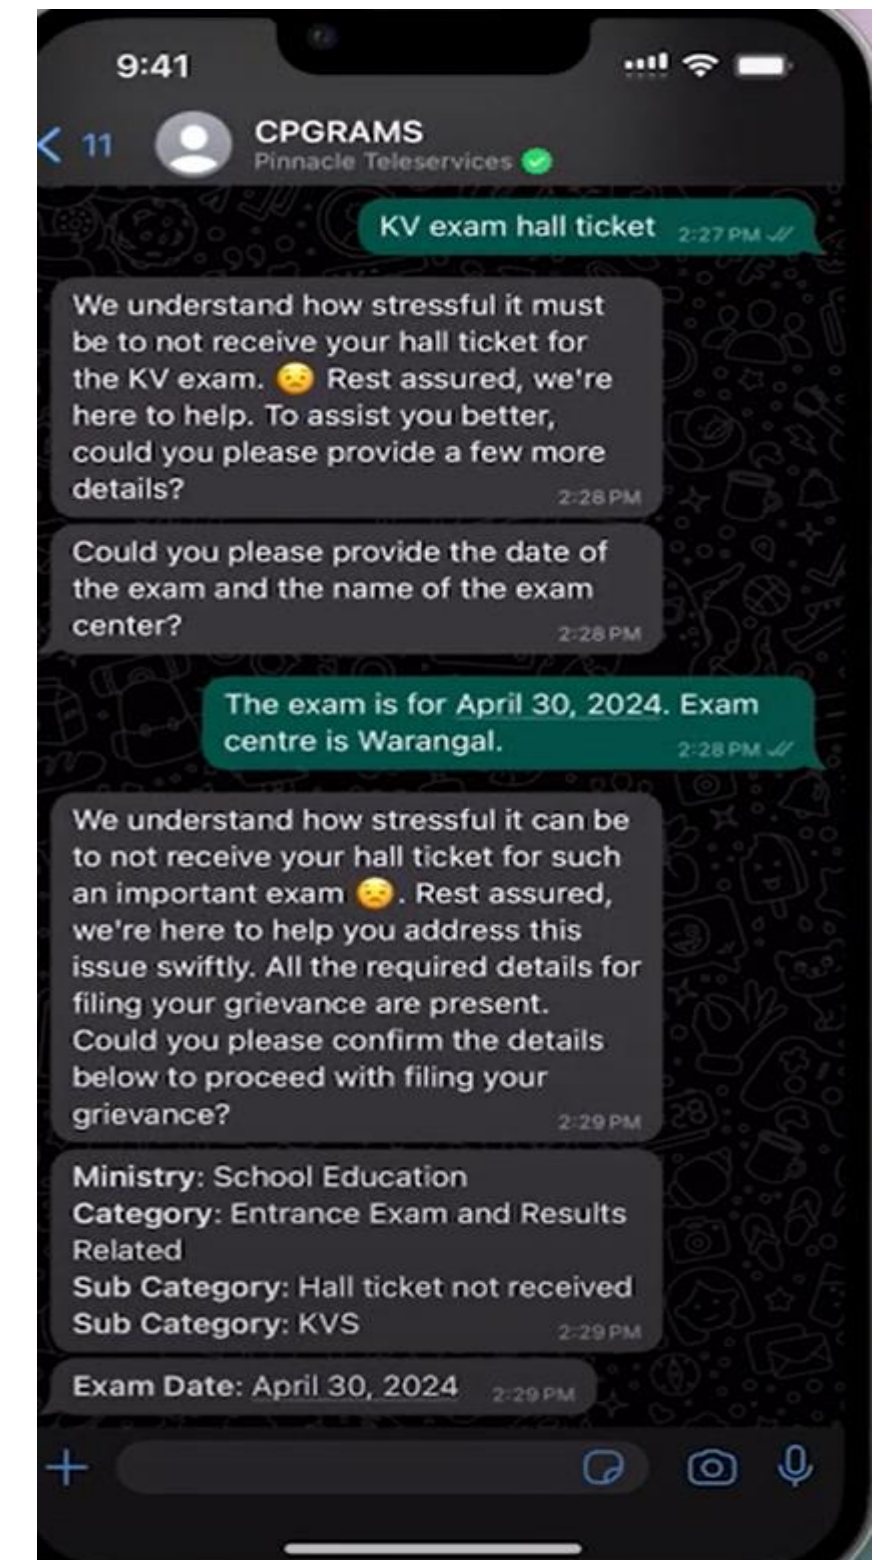 9:41
11
CPGRAMS
Pinnacle Teleservices
KV exam hall ticket 2:27 PM
We understand how stressful it must
be to not receive your hall ticket for
the KV exam. 😟 Rest assured, we're
here to help. To assist you better,
could you please provide a few more
details? 2:28 PM
Could you please provide the date of
the exam and the name of the exam
center? 2:28 PM
The exam is for April 30, 2024. Exam
centre is Warangal. 2:28 PM
We understand how stressful it can be
to not receive your hall ticket for such
an important exam 😟. Rest assured,
we're here to help you address this
issue swiftly. All the required details for
filing your grievance are present.
Could you please confirm the details
below to proceed with filing your
grievance? 2:29 PM
Ministry: School Education
Category: Entrance Exam and Results
Related
Sub Category: Hall ticket not received
Sub Category: KVS 2:29 PM
Exam Date: April 30, 2024 2:29 PM